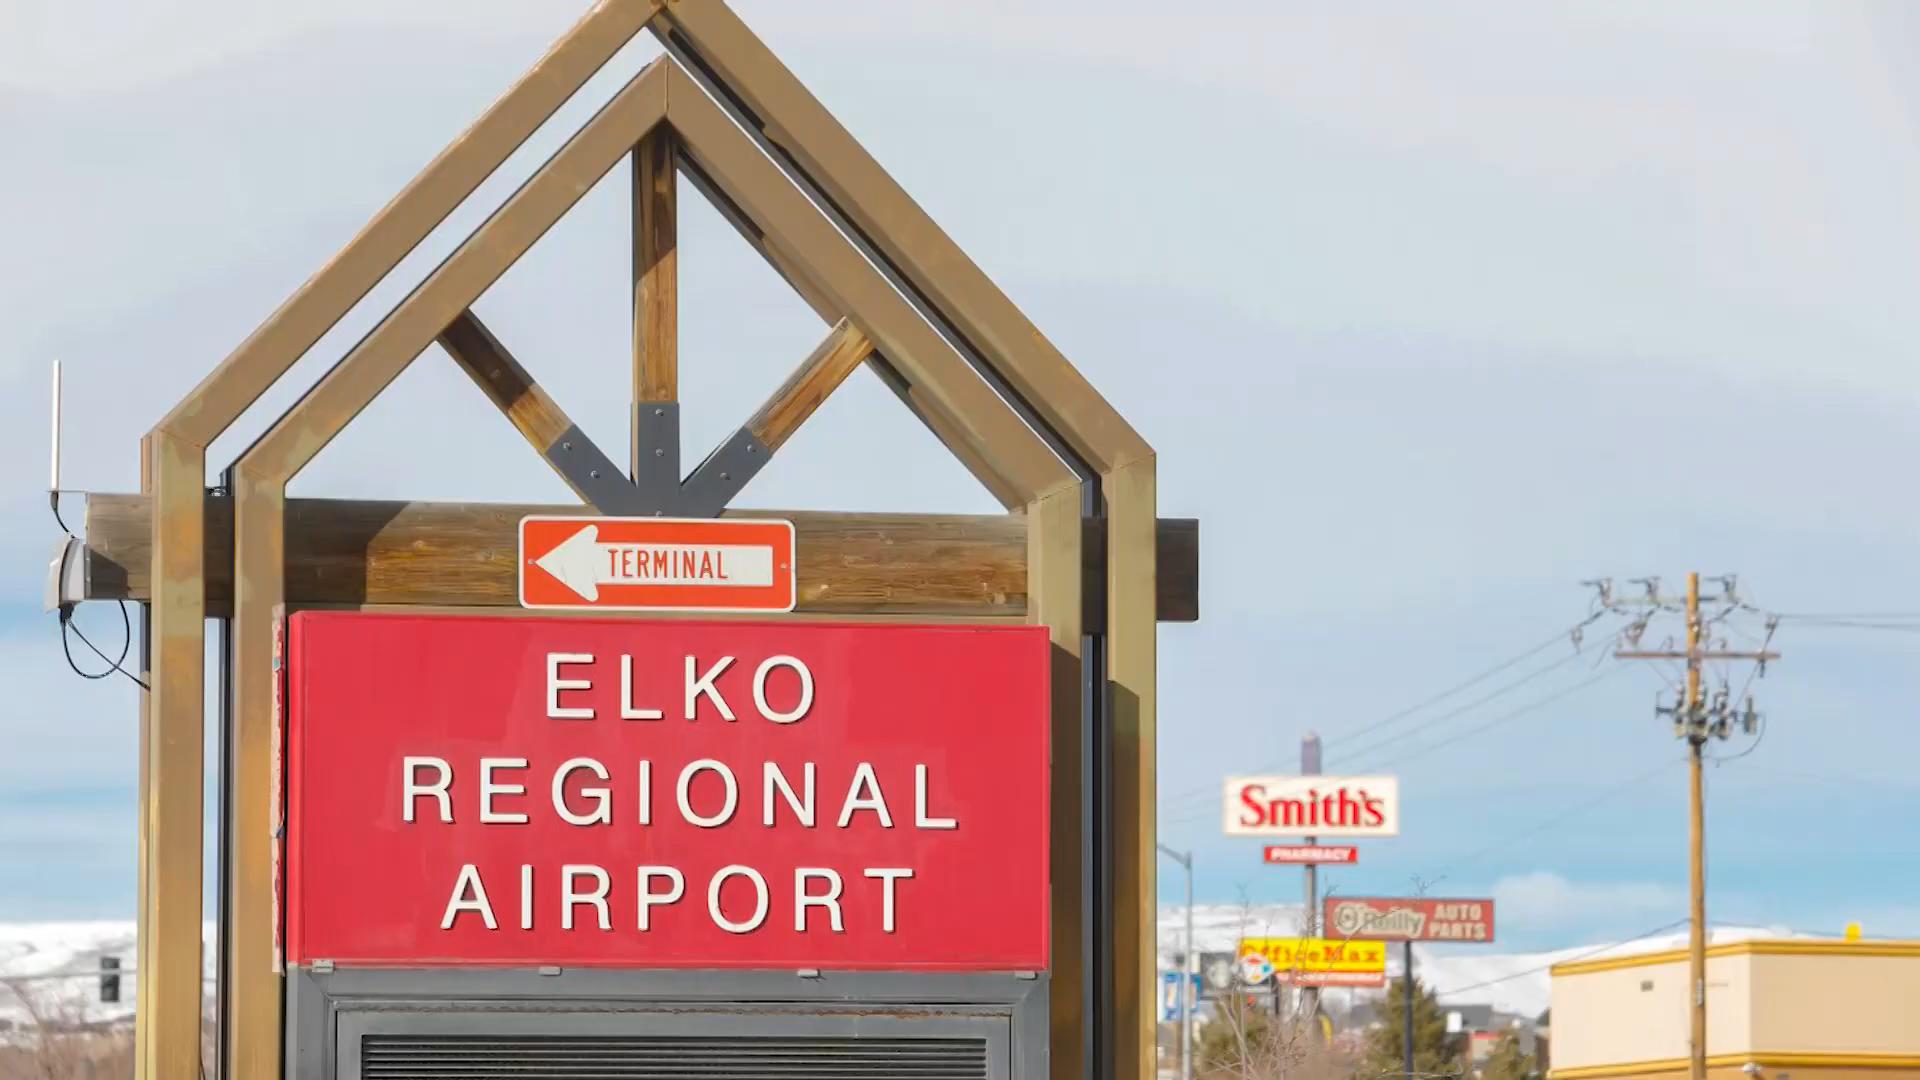 TERMINAL
ELKO
REGIONAL
AIRPORT
Smith's
PHARMACY
O'Reilly AUTO
PARTS
OfficeMax